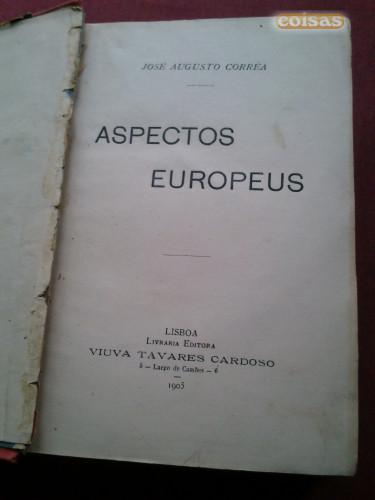 coisas
JOSÉ AUGUSTO CORRÊA
ASPECTOS
EUROPEUS
LISBOA
LIVRARIA EDITORA
VIUVA TAVARES CARDOSO
5 — Largo de Camões — 6
1905